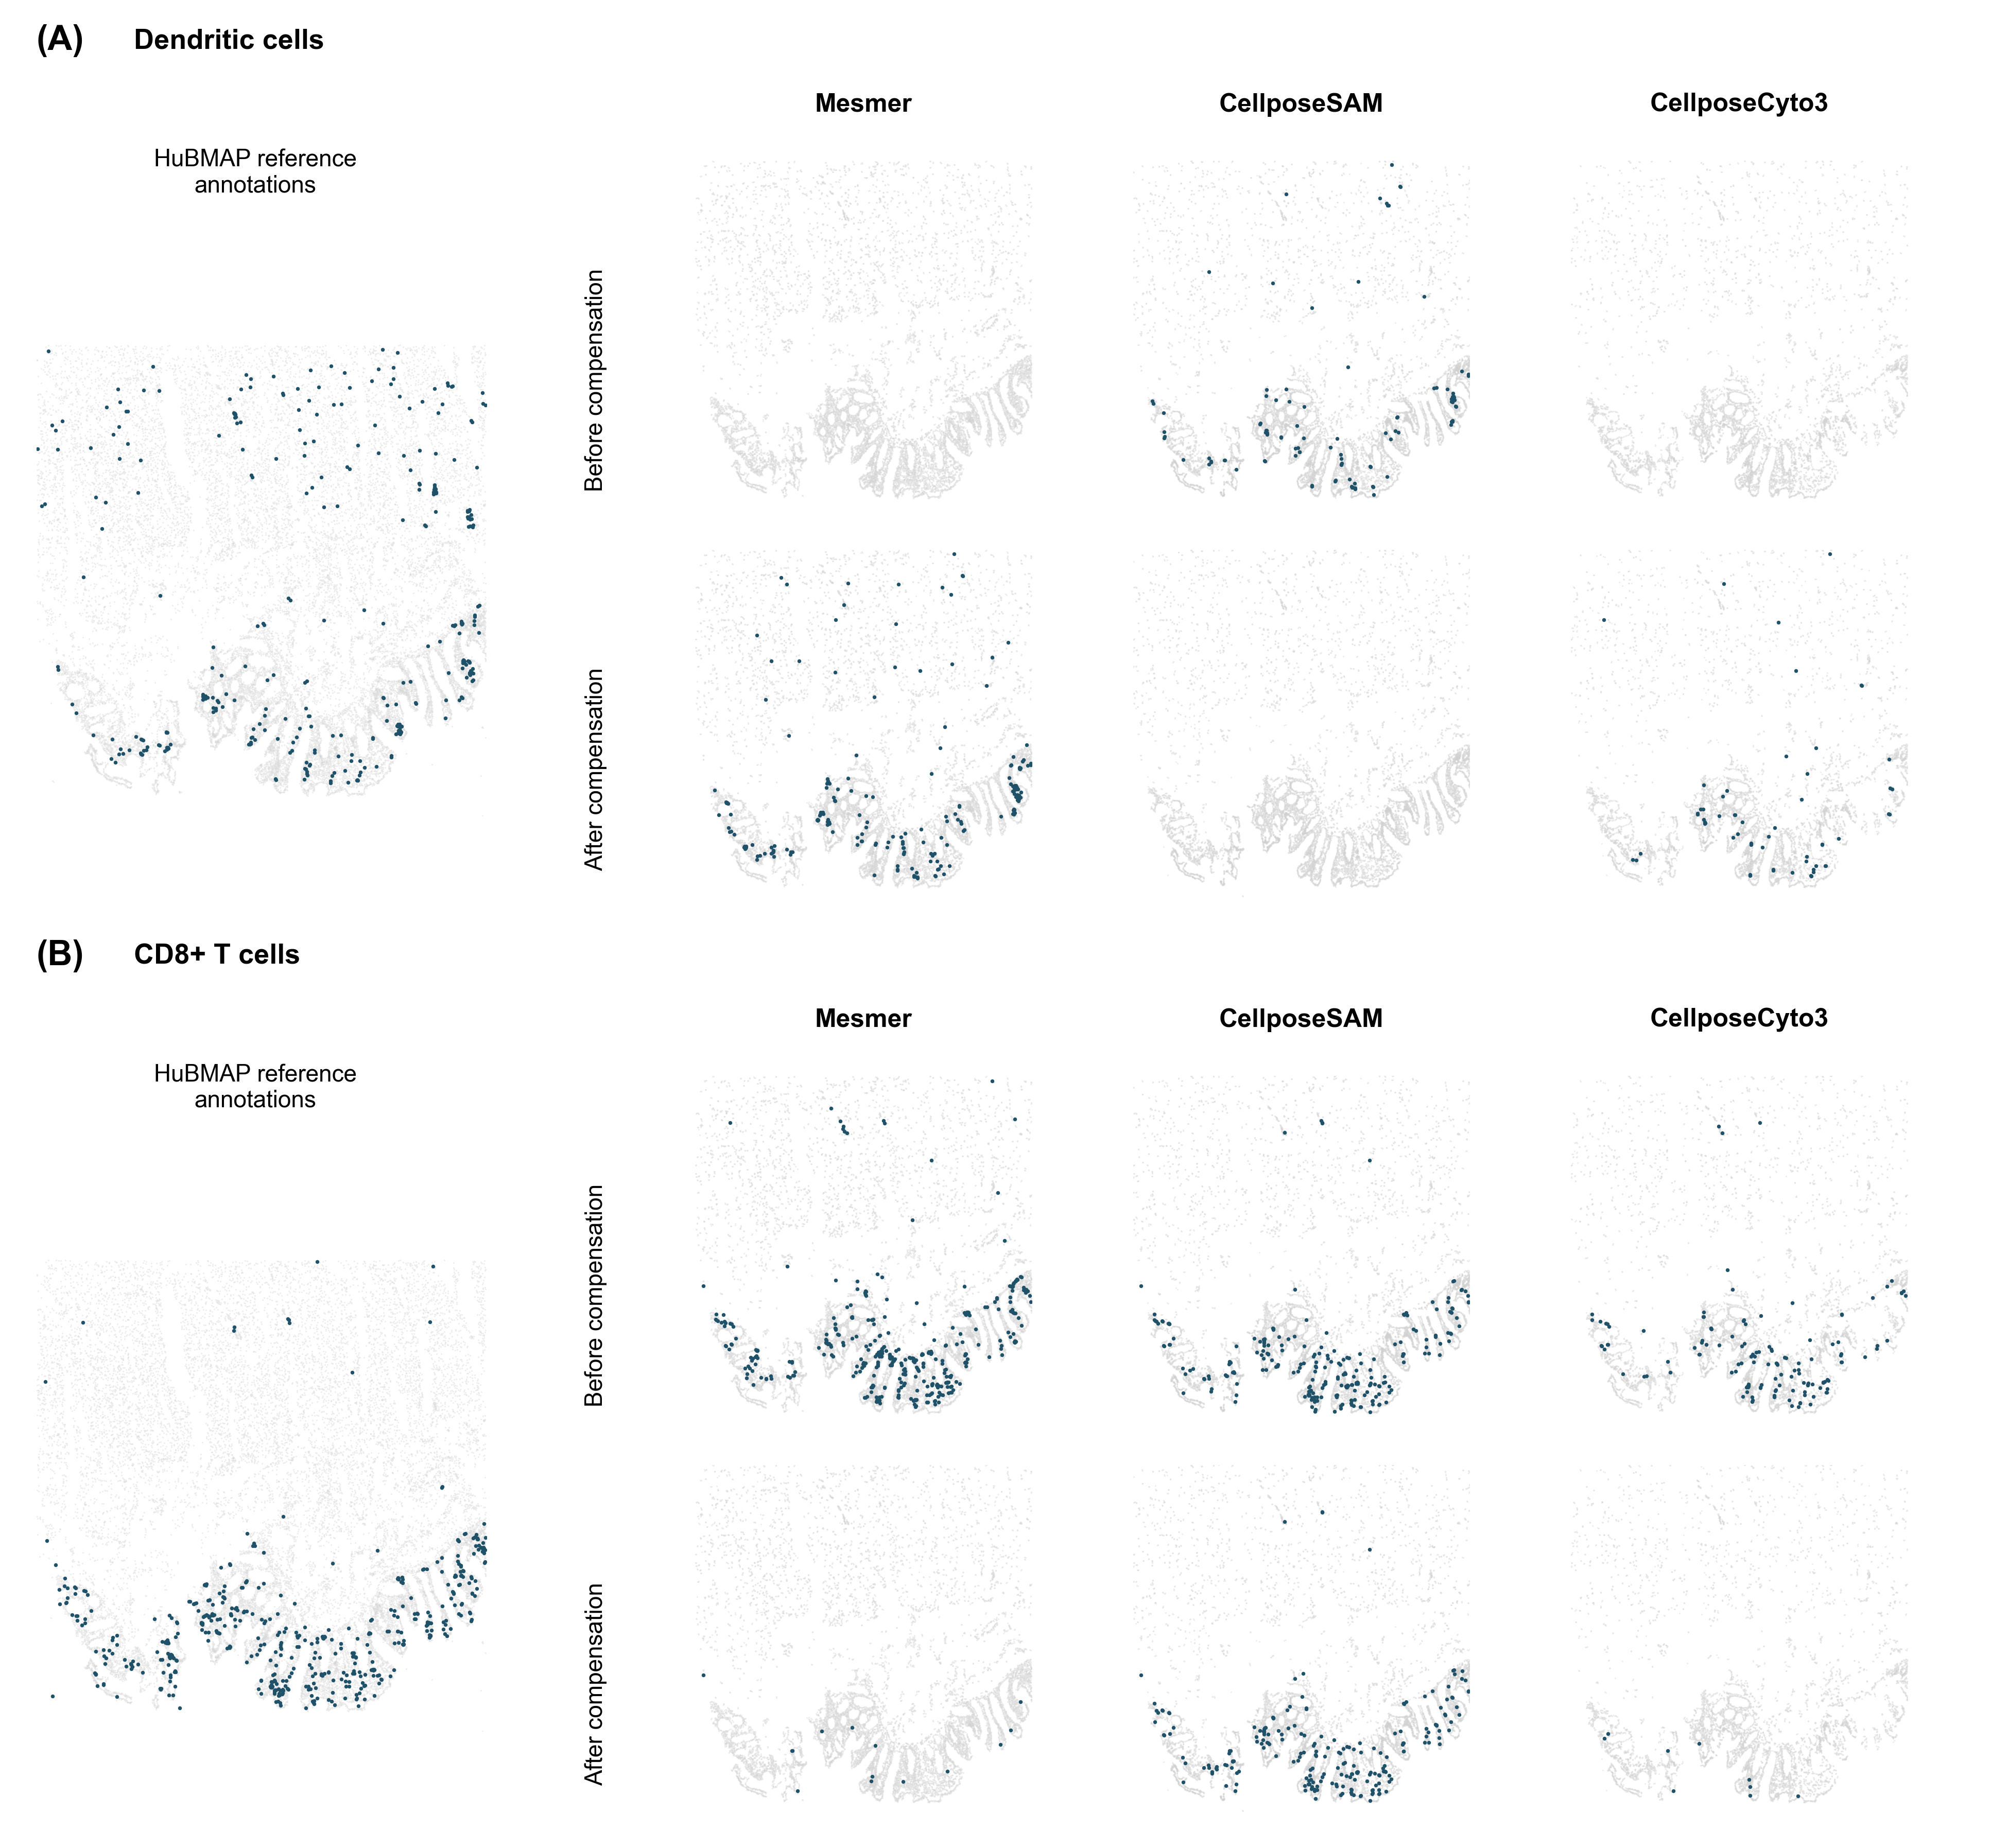 (A) Dendritic cells
Mesmer CellposeSAM CellposeCyto3
HuBMAP reference
annotations
Before compensation
After compensation
(B) CD8+ T cells
Mesmer CellposeSAM CellposeCyto3
HuBMAP reference
annotations
Before compensation
After compensation